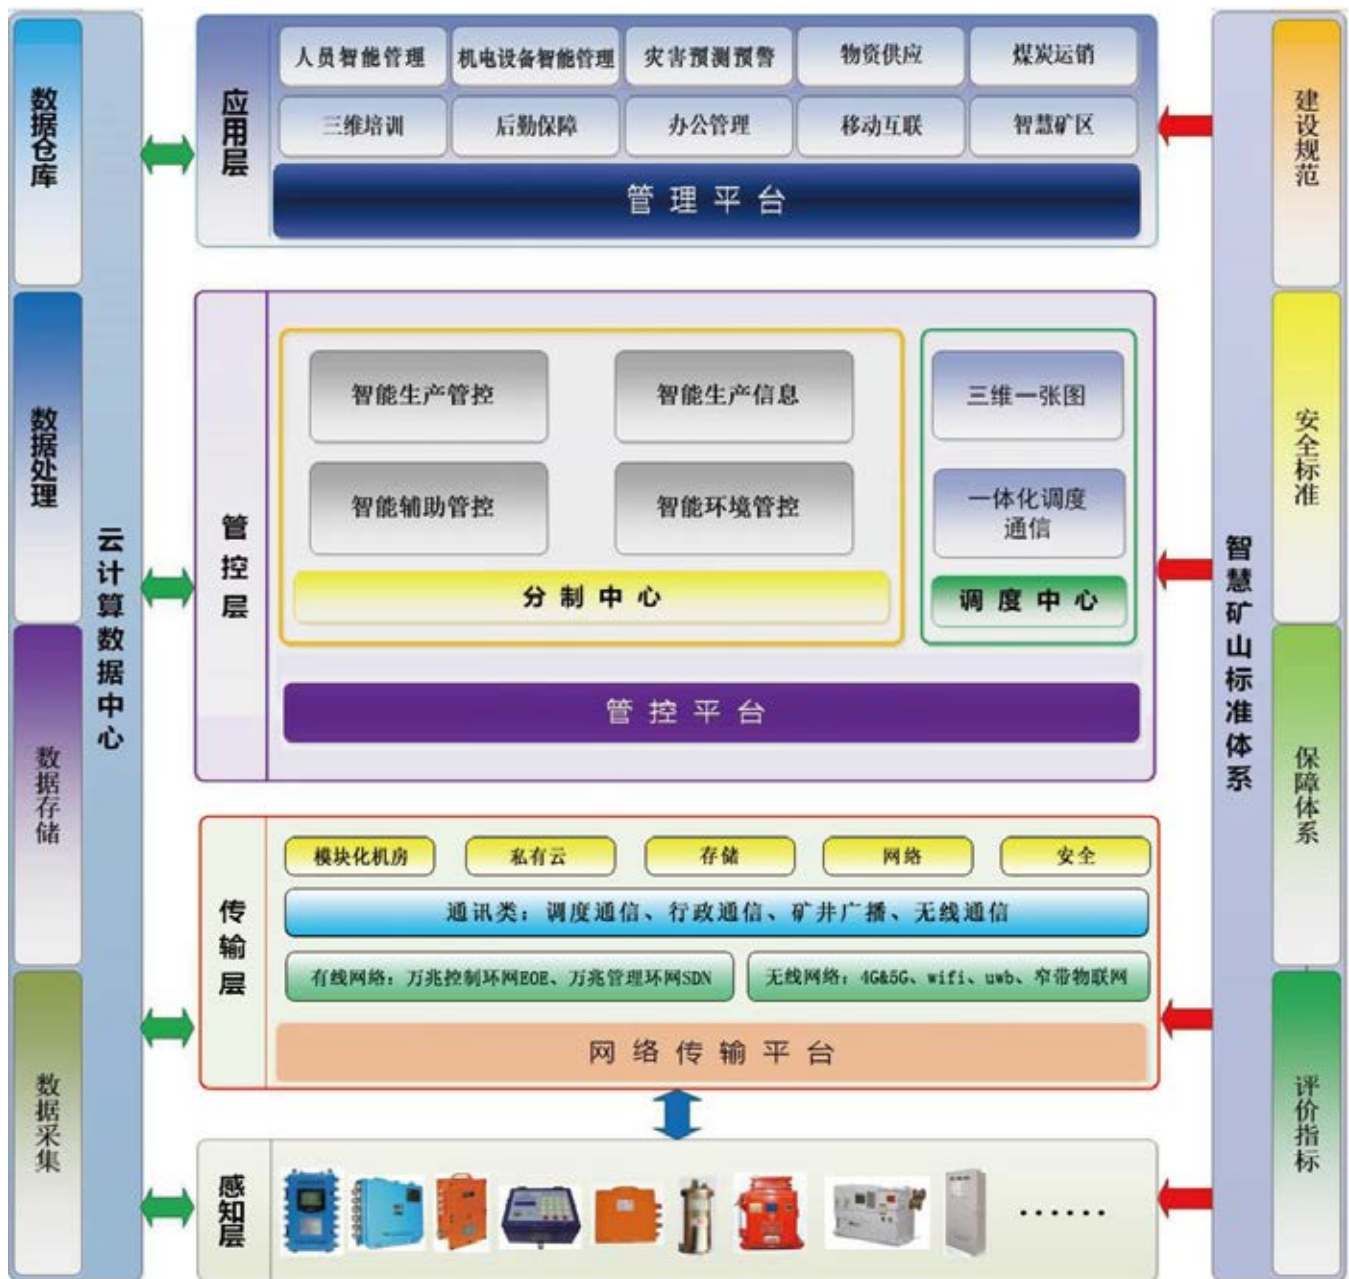 数据仓库
数据处理
数据存储
数据采集
云计算数据中心
应用层
人员智能管理
机电设备智能管理
灾害预测预警
物资供应
煤炭运销
三维培训
后勤保障
办公管理
移动互联
智慧矿区
管理平台
管控层
智能生产管控
智能生产信息
智能辅助管控
智能环境管控
分制中心
三维一张图
一体化调度
通信
调度中心
管控平台
传输层
模块化机房
私有云
存储
网络
安全
通讯类：调度通信、行政通信、矿井广播、无线通信
有线网络：万兆控制环网EOE、万兆管理环网SDN
无线网络：4G&5G、wifi、uwb、窄带物联网
网络传输平台
感知层
······
智慧矿山标准体系
建设规范
安全标准
保障体系
评价指标